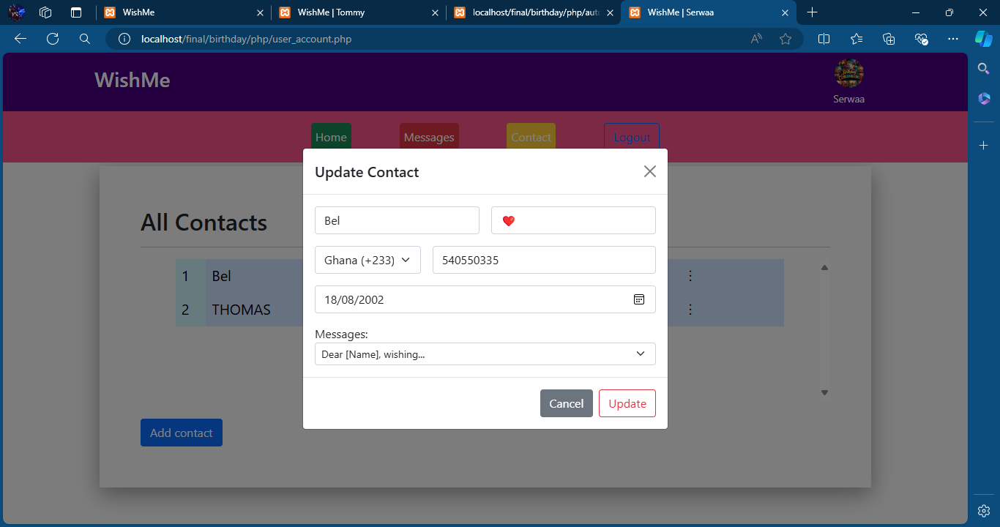 WishMe
WishMe | Tommy
localhost/final/birthday/php/aut
WishMe | Serwaa
localhost/final/birthday/php/user_account.php
WishMe
Serwaa
Home
Messages
Contact
Logout
Update Contact
Bel
❤️
Ghana (+233)
540550335
18/08/2002
Messages:
Dear [Name], wishing...
Cancel
Update
All Contacts
1 Bel
2 THOMAS
Add contact